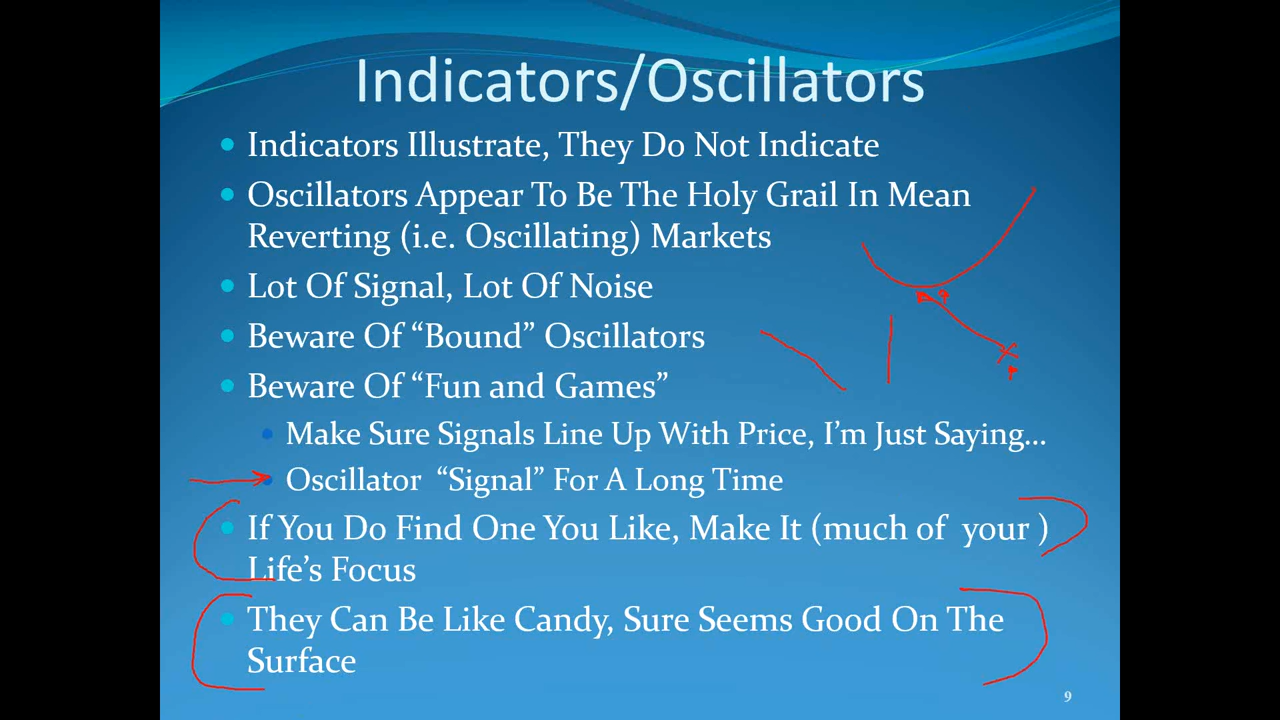 Indicators/Oscillators
Indicators Illustrate, They Do Not Indicate
Oscillators Appear To Be The Holy Grail In Mean
Reverting (i.e. Oscillating) Markets
Lot Of Signal, Lot Of Noise
Beware Of “Bound” Oscillators
Beware Of “Fun and Games”
Make Sure Signals Line Up With Price, I’m Just Saying…
Oscillator “Signal” For A Long Time
If You Do Find One You Like, Make It (much of your )
Life’s Focus
They Can Be Like Candy, Sure Seems Good On The
Surface
9